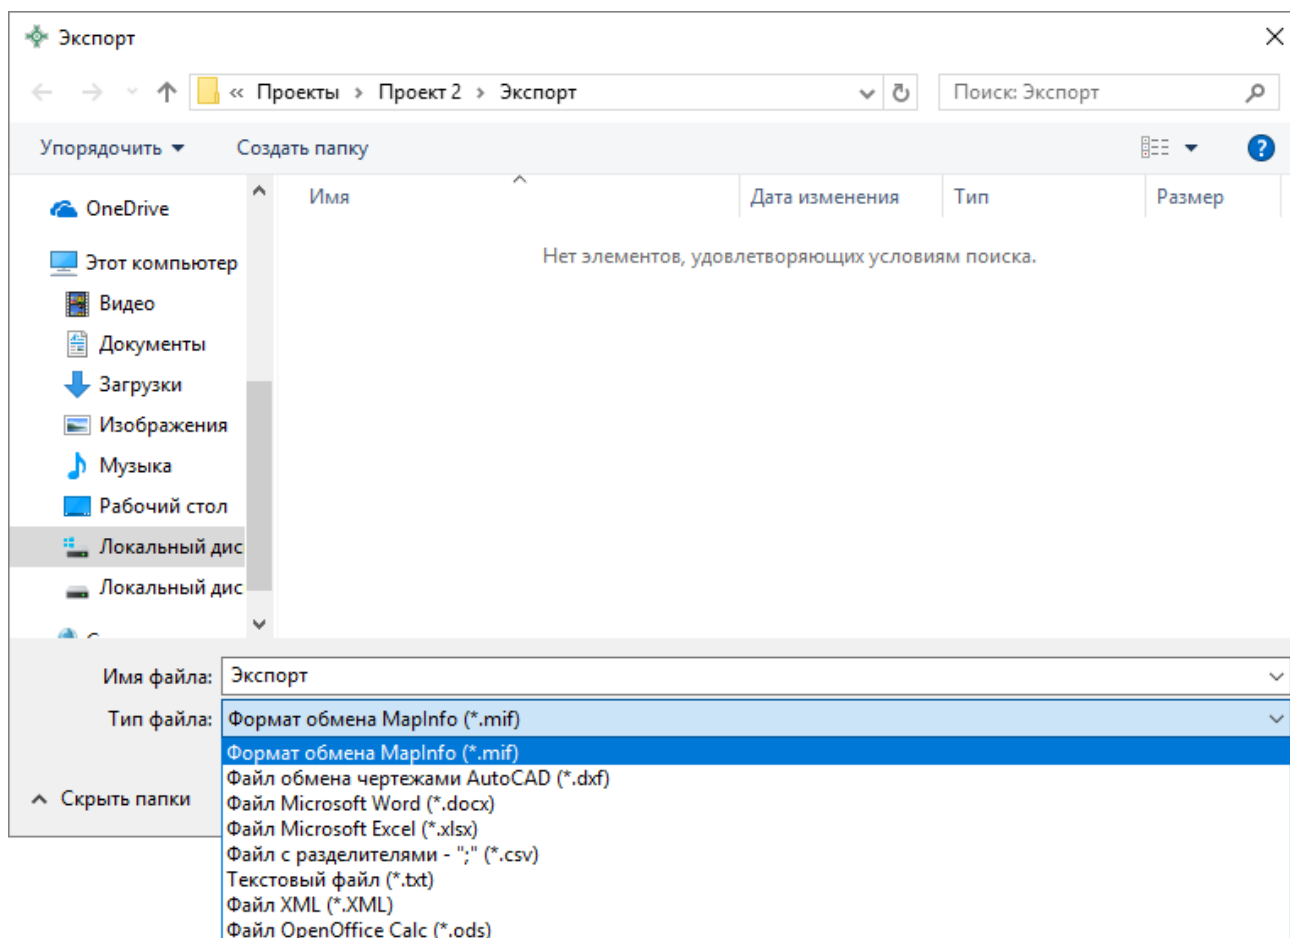 Экспорт
« Проекты › Проект 2 › Экспорт
Поиск: Экспорт
Упорядочить
Создать папку
Имя
Дата изменения
Тип
Размер
Нет элементов, удовлетворяющих условиям поиска.
OneDrive
Этот компьютер
Видео
Документы
Загрузки
Изображения
Музыка
Рабочий стол
Локальный дис
Локальный дис
Имя файла: Экспорт
Тип файла: Формат обмена MapInfo (*.mif)
Формат обмена MapInfo (*.mif)
Файл обмена чертежами AutoCAD (*.dxf)
Файл Microsoft Word (*.docx)
Файл Microsoft Excel (*.xlsx)
Файл с разделителями - ";" (*.csv)
Текстовый файл (*.txt)
Файл XML (*.XML)
Файл OpenOffice Calc (*.ods)
Скрыть папки